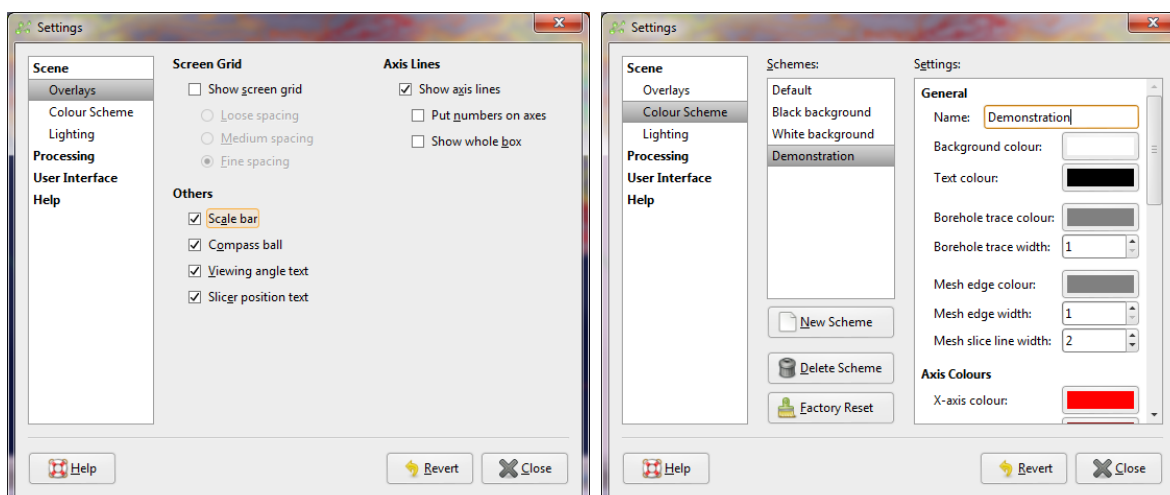 Settings
Scene
Overlays
Colour Scheme
Lighting
Processing
User Interface
Help
Screen Grid
Show screen grid
Loose spacing
Medium spacing
Fine spacing
Others
Scale bar
Compass ball
Viewing angle text
Slicer position text
Axis Lines
Show axis lines
Put numbers on axes
Show whole box
Help
Revert
Close
Settings
Scene
Overlays
Colour Scheme
Lighting
Processing
User Interface
Help
Schemes:
Default
Black background
White background
Demonstration
New Scheme
Delete Scheme
Factory Reset
Settings:
General
Name: Demonstration
Background colour:
Text colour:
Borehole trace colour:
Borehole trace width: 1
Mesh edge colour:
Mesh edge width: 1
Mesh slice line width: 2
Axis Colours
X-axis colour:
Help
Revert
Close